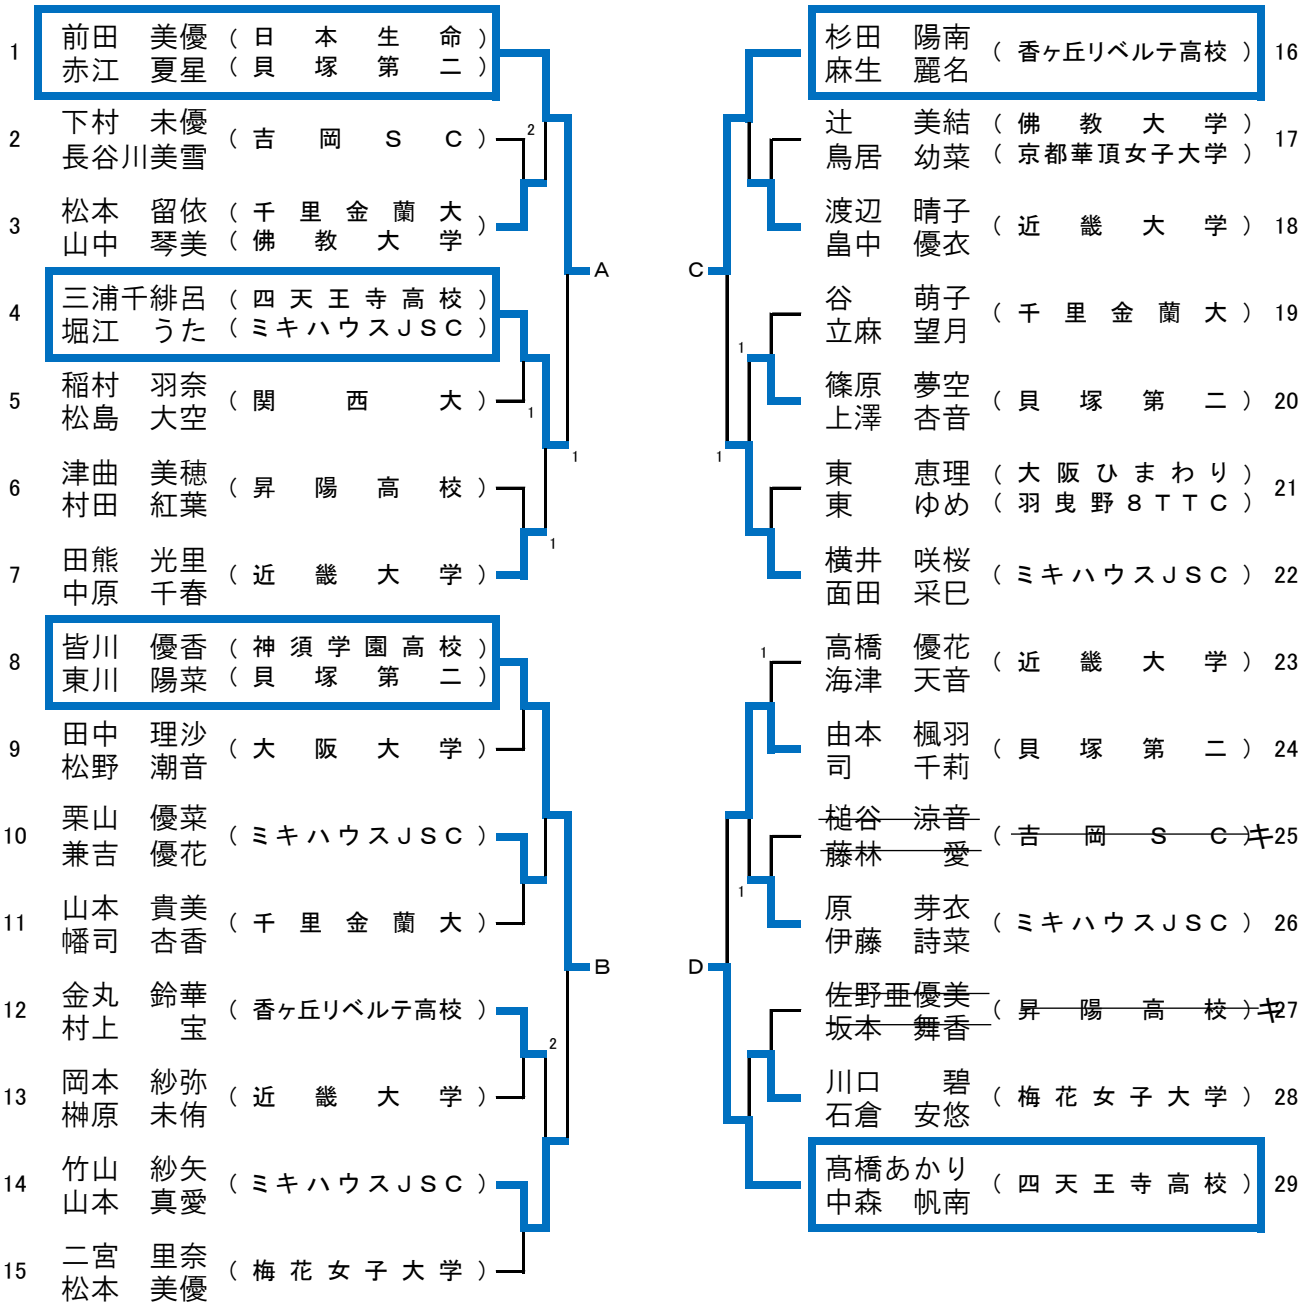 1 前田 美優 ( 日 本 生 命 )
赤江 夏星 ( 貝 塚 第 二 )
2
2 下村 未優 ( 吉 岡 S C )
長谷川美雪
3 松本 留依 ( 千 里 金 蘭 大 )
山中 琴美 ( 佛 教 大 学
A
4 三浦千緋呂 ( 四 天 王 寺 高 校 )
堀江 うた ( ミキハウスJSC )
5 稲村 羽奈 ( 関 西 大 )
松島 大空
1
1
6 津曲 美穂 ( 昇 陽 高 校 )
村田 紅葉
1
7 田熊 光里 ( 近 畿 大 学 )
中原 千春
8 皆川 優香 ( 神 須 学 園 高 校 )
東川 陽菜 ( 貝 塚 第 二 )
9 田中 理沙 ( 大 阪 大 学 )
松野 潮音
10 栗山 優菜 ( ミキハウスJSC )
兼吉 優花
11 山本 貴美 ( 千 里 金 蘭 大 )
幡司 杏香
B
12 金丸 鈴華 ( 香ヶ丘リベルテ高校 )
村上 宝
2
13 岡本 紗弥 ( 近 畿 大 学 )
榊原 未侑
14 竹山 紗矢 ( ミキハウスJSC )
山本 真愛
15 二宮 里奈 ( 梅 花 女 子 大 学 )
松本 美優
杉田 陽南 ( 香ヶ丘リベルテ高校 ) 16
麻生 麗名
辻 美結 ( 佛 教 大 学 ) 17
鳥居 幼菜 ( 京都華頂女子大学 )
渡辺 晴子 ( 近 畿 大 学 ) 18
畠中 優衣
C
谷 萌子 ( 千 里 金 蘭 大 ) 19
立麻 望月
1
篠原 夢空 ( 貝 塚 第 二 ) 20
上澤 杏音
1
東 恵理 ( 大 阪 ひ ま わ り ) 21
東 ゆめ ( 羽 曳 野 8 T T C )
横井 咲桜 ( ミキハウスJSC ) 22
面田 采巳
1
高橋 優花 ( 近 畿 大 学 ) 23
海津 天音
由本 楓羽 ( 貝 塚 第 二 ) 24
司 千莉
槌谷 涼音 ( 吉 岡 S C )キ25
藤林 愛
1
原 芽衣 ( ミキハウスJSC ) 26
伊藤 詩菜
D
佐野亜優美 ( 昇 陽 高 校 )キ27
坂本 舞香
川口 碧 ( 梅 花 女 子 大 学 ) 28
石倉 安悠
髙橋あかり ( 四 天 王 寺 高 校 ) 29
中森 帆南